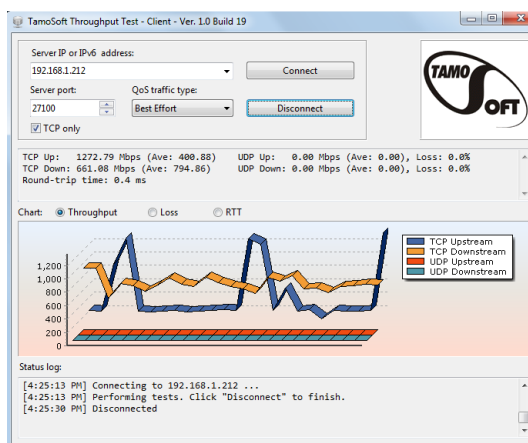 TamoSoft Throughput Test - Client - Ver. 1.0 Build 19
Server IP or IPv6 address:
192.168.1.212
Connect
Server port:
QoS traffic type:
27100
Best Effort
Disconnect
TCP only
TAMO
SOFT
TCP Up: 1272.79 Mbps (Ave: 400.88) UDP Up: 0.00 Mbps (Ave: 0.00), Loss: 0.0%
TCP Down: 661.08 Mbps (Ave: 794.86) UDP Down: 0.00 Mbps (Ave: 0.00), Loss: 0.0%
Round-trip time: 0.4 ms
Chart: Throughput Loss RTT
TCP Upstream
TCP Downstream
UDP Upstream
UDP Downstream
1,200
1,000
800
600
400
200
0
Status log:
[4:25:13 PM] Connecting to 192.168.1.212 ...
[4:25:13 PM] Performing tests. Click "Disconnect" to finish.
[4:25:30 PM] Disconnected